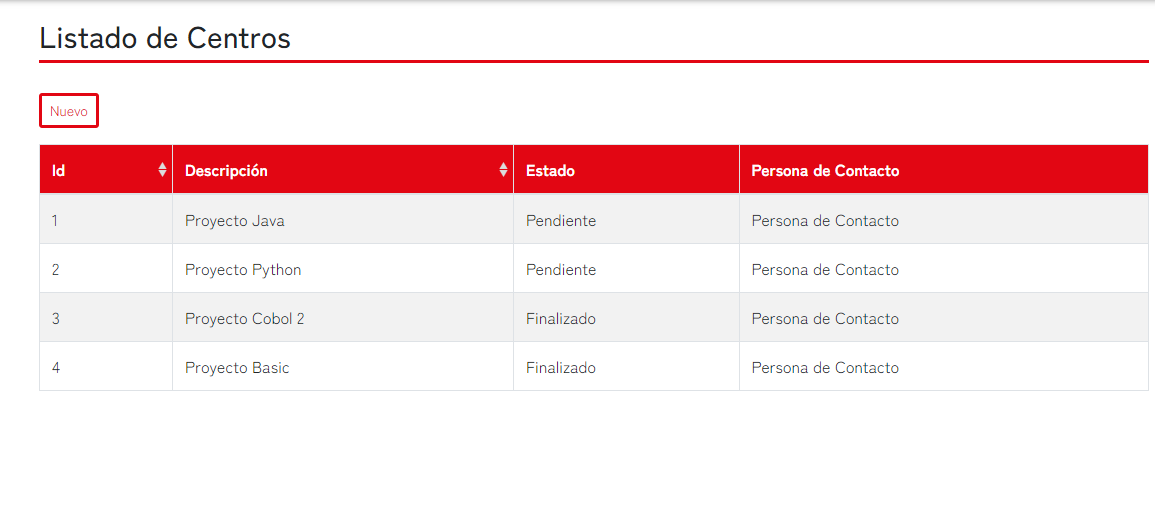 Listado de Centros
Nuevo
Id Descripción Estado Persona de Contacto
1 Proyecto Java Pendiente Persona de Contacto
2 Proyecto Python Pendiente Persona de Contacto
3 Proyecto Cobol 2 Finalizado Persona de Contacto
4 Proyecto Basic Finalizado Persona de Contacto